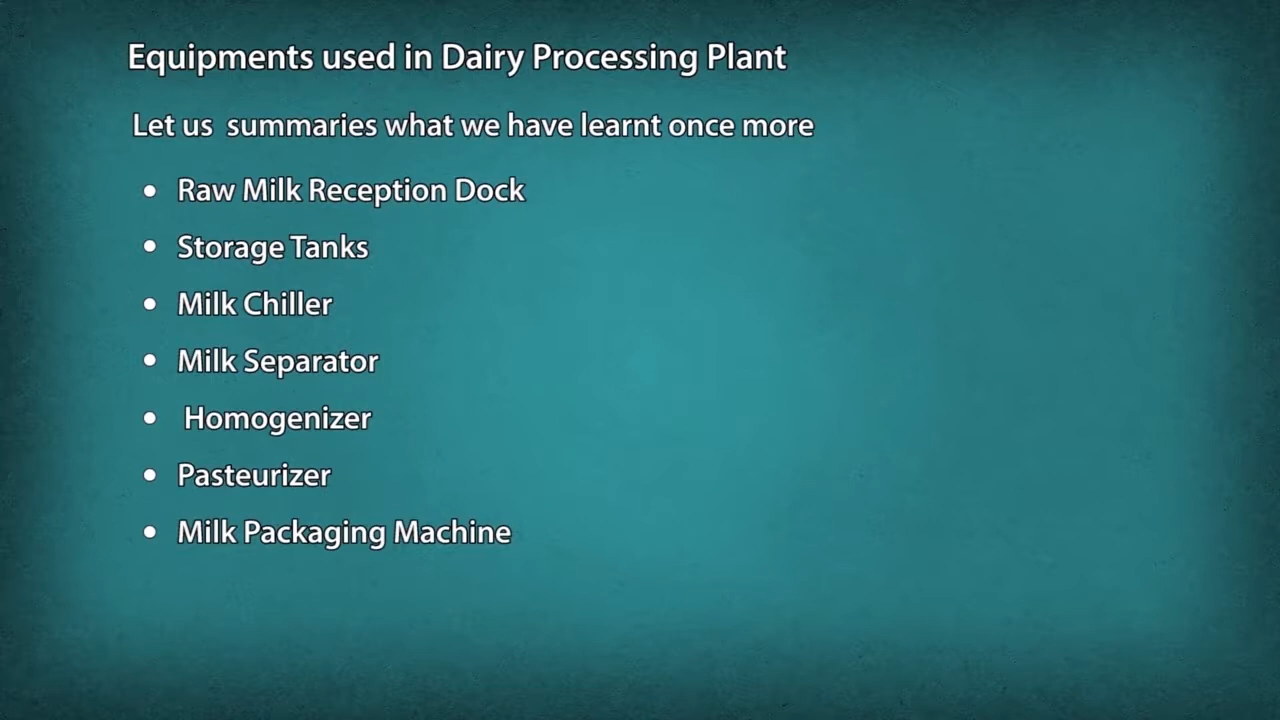 Equipments used in Dairy Processing Plant
Let us summaries what we have learnt once more
• Raw Milk Reception Dock
• Storage Tanks
• Milk Chiller
• Milk Separator
• Homogenizer
• Pasteurizer
• Milk Packaging Machine